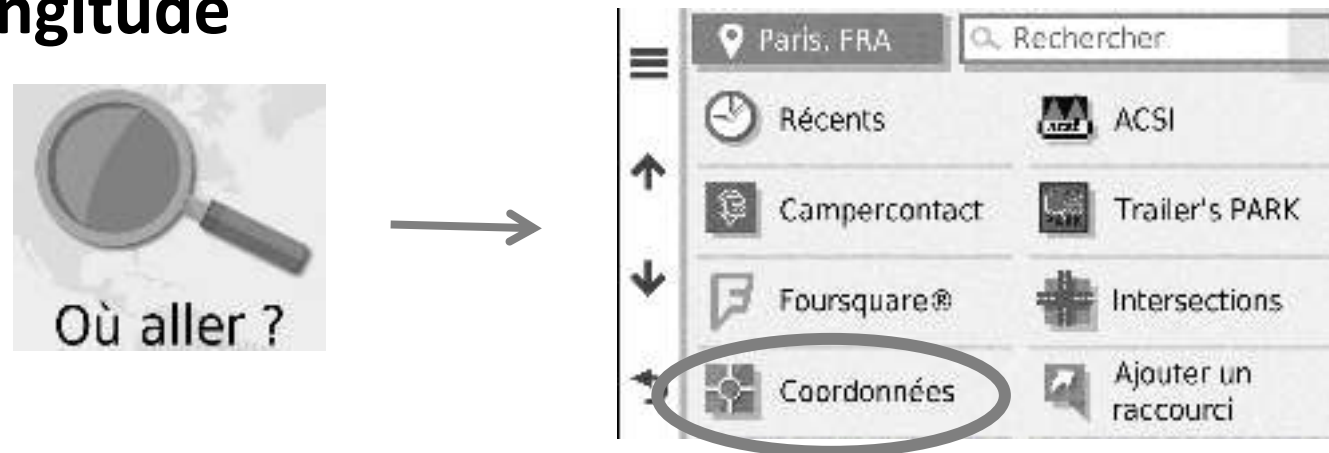 ngitude
Où aller ?
Paris, FRA
Rechercher
Récents
ACSI
Campercontact
Trailer's PARK
Foursquare®
Intersections
Coordonnées
Ajouter un
raccourci